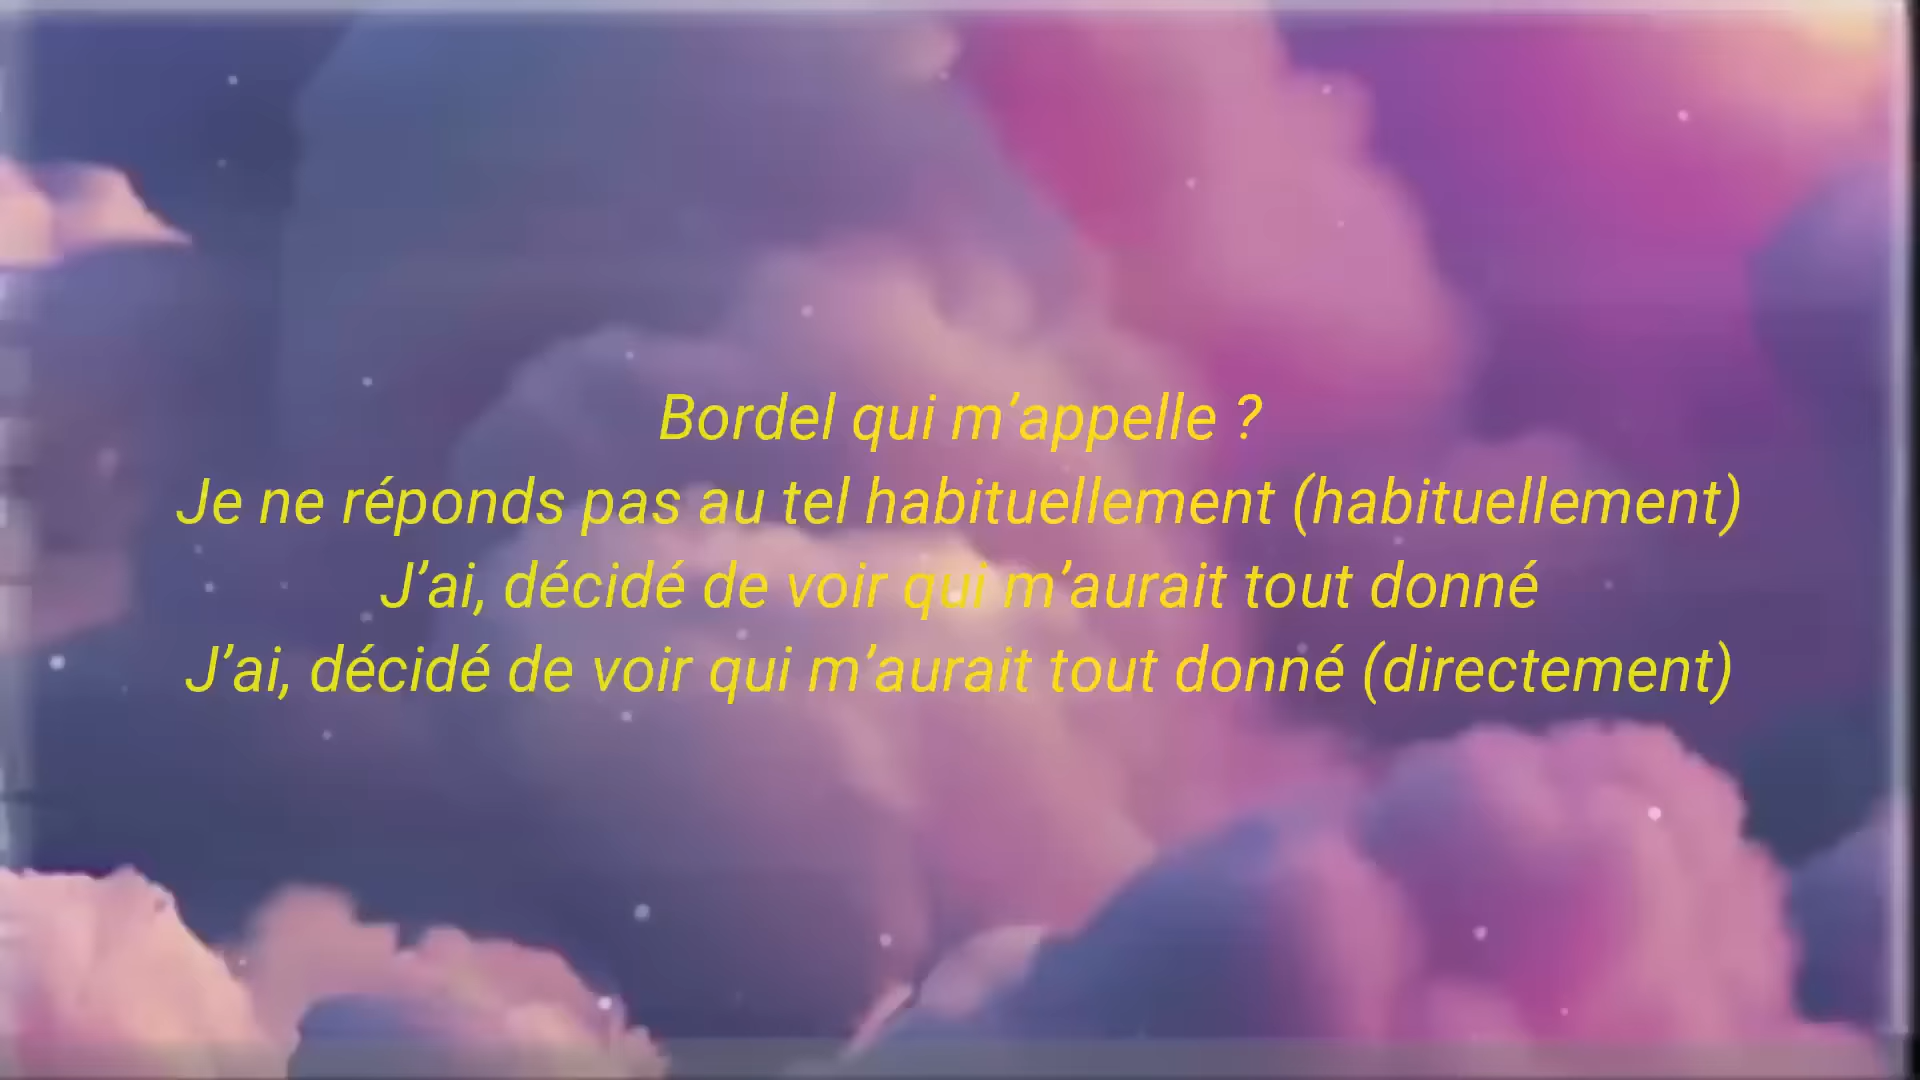 Bordel qui m’appelle ?
Je ne réponds pas au tel habituellement (habituellement)
J’ai, décidé de voir qui m’aurait tout donné
J’ai, décidé de voir qui m’aurait tout donné (directement)